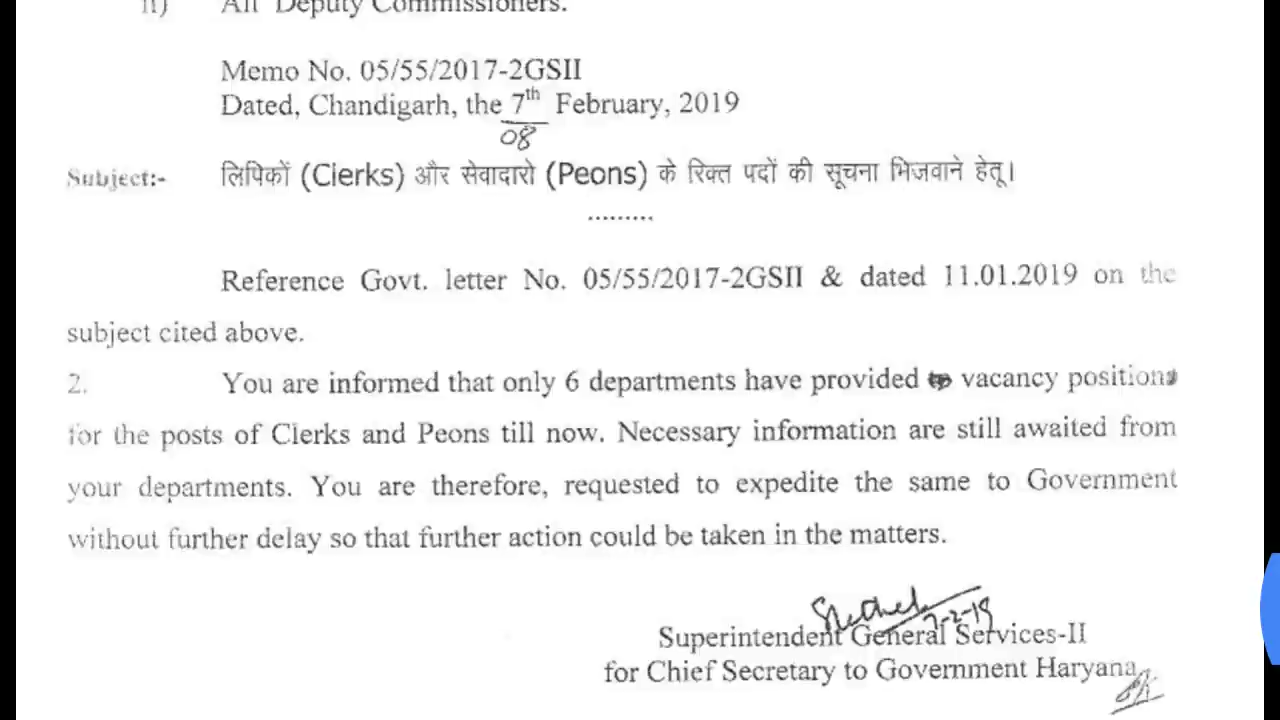 ii) All Deputy Commissioners.
Memo No. 05/55/2017-2GSII
Dated, Chandigarh, the 7th February, 2019
08
Subject:- लिपिकों (Clerks) और सेवादारो (Peons) के रिक्त पदों की सूचना भिजवाने हेतू।
.........
Reference Govt. letter No. 05/55/2017-2GSII & dated 11.01.2019 on the
subject cited above.
2. You are informed that only 6 departments have provided vacancy positions
for the posts of Clerks and Peons till now. Necessary information are still awaited from
your departments. You are therefore, requested to expedite the same to Government
without further delay so that further action could be taken in the matters.
7-2-19
Superintendent General Services-II
for Chief Secretary to Government Haryana